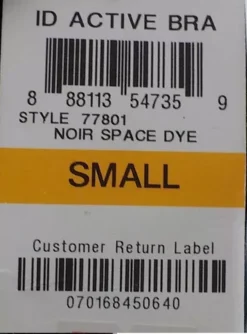 ID ACTIVE BRA
8 88113 54735 9
STYLE 77801
NOIR SPACE DYE
SMALL
Customer Return Label
070168450640